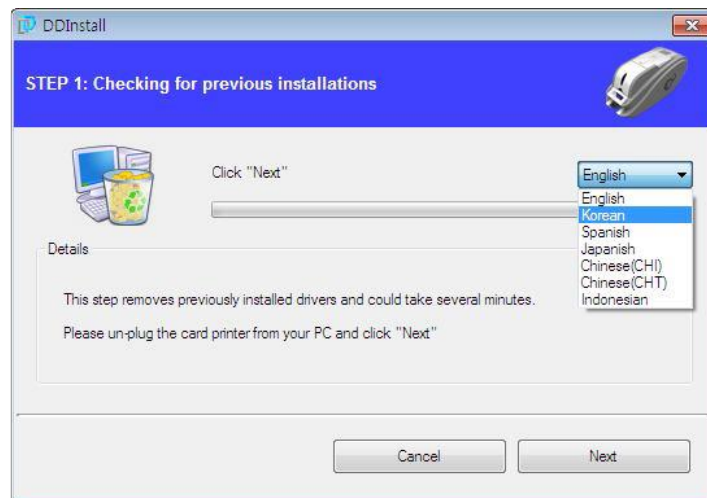 DDInstall
STEP 1: Checking for previous installations
Click "Next"
English
English
Korean
Spanish
Japanish
Chinese(CHI)
Chinese(CHT)
Indonesian
Details
This step removes previously installed drivers and could take several minutes.
Please un-plug the card printer from your PC and click "Next"
Cancel
Next